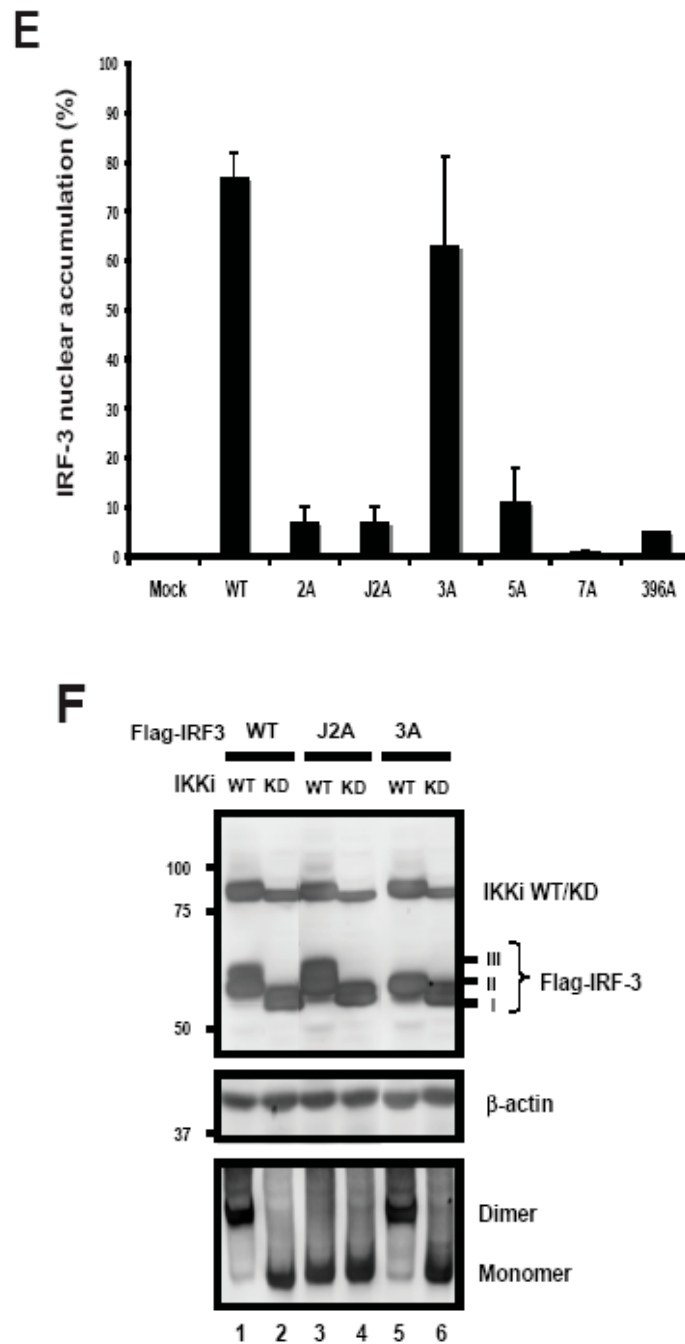 E
IRF-3 nuclear accumulation (%)
100
90
80
70
60
50
40
30
20
10
0
Mock WT 2A J2A 3A 5A 7A 396A
F
Flag-IRF3 WT J2A 3A
IKKi WT KD WT KD WT KD
100
75
50
IKKi WT/KD
III
II
I
Flag-IRF-3
37
β-actin
Dimer
Monomer
1 2 3 4 5 6